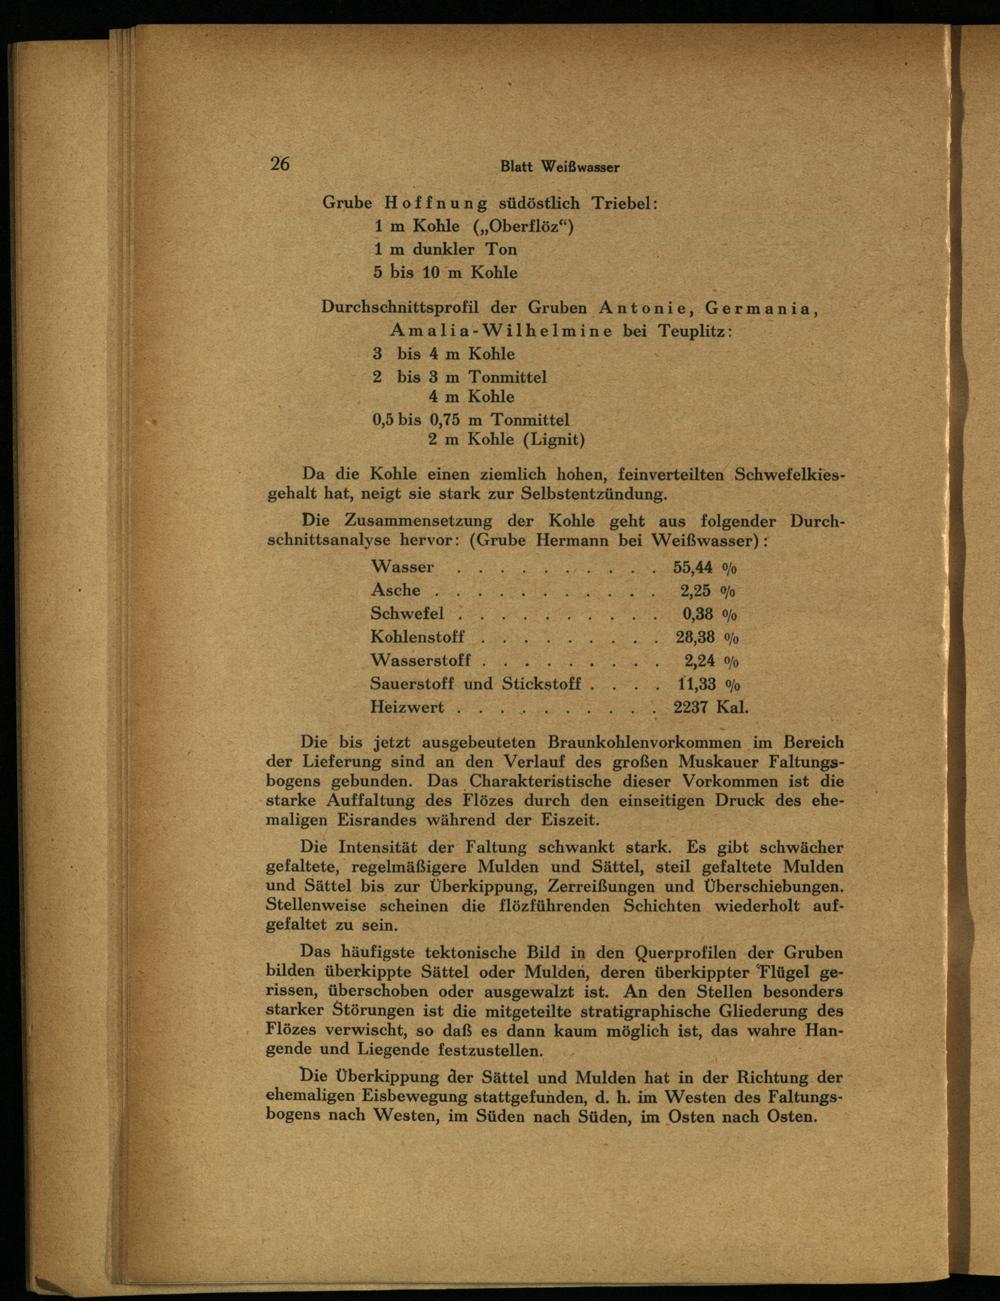 26 Blatt Weißwasser
Grube Hoffnung südöstlich Triebel:
1 m Kohle („Oberflöz“)
1 m dunkler Ton
5 bis 10 m Kohle
Durchschnittsprofil der Gruben Antonie, Germania,
Amalia-Wilhelmine bei Teuplitz:
3 bis 4 m Kohle
2 bis 3 m Tonmittel
4 m Kohle
0,5 bis 0,75 m Tonmittel
2 m Kohle (Lignit)
Da die Kohle einen ziemlich hohen, feinverteilten Schwefelkies-
gehalt hat, neigt sie stark zur Selbstentzündung.
Die Zusammensetzung der Kohle geht aus folgender Durch-
schnittsanalyse hervor: (Grube Hermann bei Weißwasser):
Wasser . . . . . . . . . . 55,44 %
Asche . . . . . . . . . . . 2,25 %
Schwefel . . . . . . . . . . 0,38 %
Kohlenstoff . . . . . . . . . 28,38 %
Wasserstoff . . . . . . . . . 2,24 %
Sauerstoff und Stickstoff . . . . 11,33 %
Heizwert . . . . . . . . . . 2237 Kal.
Die bis jetzt ausgebeuteten Braunkohlenvorkommen im Bereich
der Lieferung sind an den Verlauf des großen Muskauer Faltungs-
bogens gebunden. Das Charakteristische dieser Vorkommen ist die
starke Auffaltung des Flözes durch den einseitigen Druck des ehe-
maligen Eisrandes während der Eiszeit.
Die Intensität der Faltung schwankt stark. Es gibt schwächer
gefaltete, regelmäßigere Mulden und Sättel, steil gefaltete Mulden
und Sättel bis zur Überkippung, Zerreißungen und Überschiebungen.
Stellenweise scheinen die flözführenden Schichten wiederholt auf-
gefaltet zu sein.
Das häufigste tektonische Bild in den Querprofilen der Gruben
bilden überkippte Sättel oder Mulden, deren überkippter Flügel ge-
rissen, überschoben oder ausgewalzt ist. An den Stellen besonders
starker Störungen ist die mitgeteilte stratigraphische Gliederung des
Flözes verwischt, so daß es dann kaum möglich ist, das wahre Han-
gende und Liegende festzustellen.
Die Überkippung der Sättel und Mulden hat in der Richtung der
ehemaligen Eisbewegung stattgefunden, d. h. im Westen des Faltungs-
bogens nach Westen, im Süden nach Süden, im Osten nach Osten.